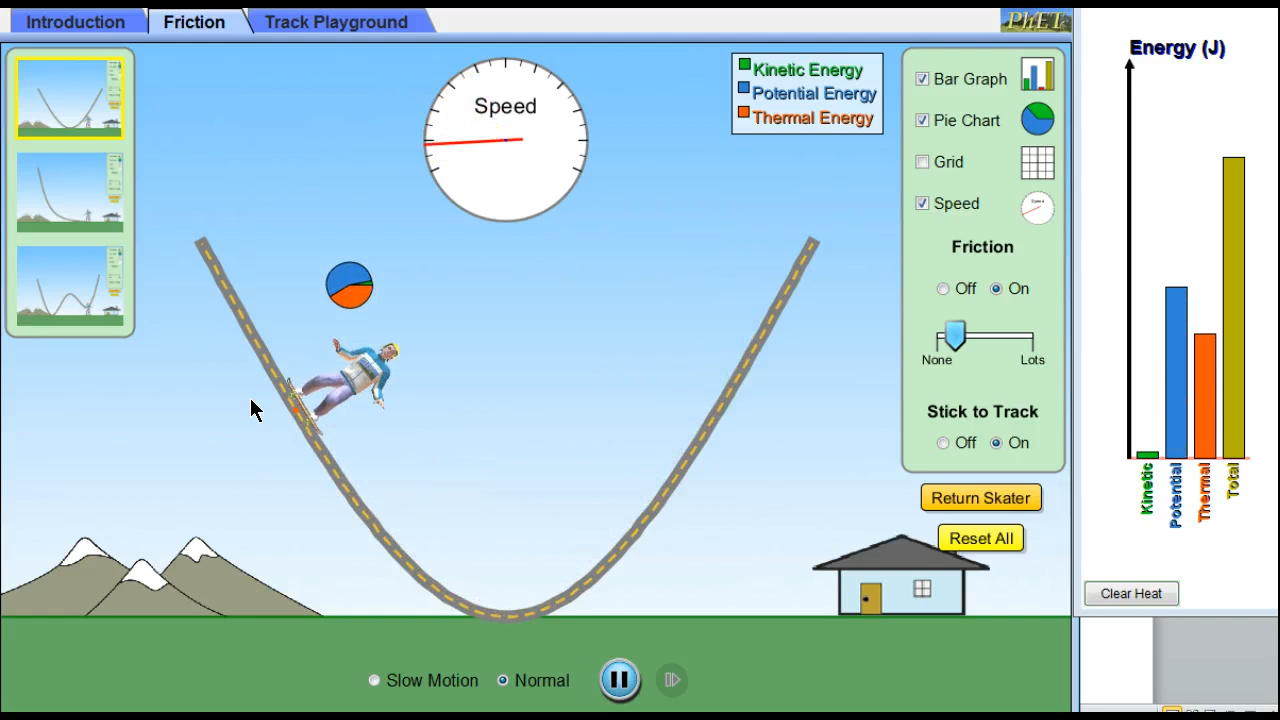 Introduction
Friction
Track Playground
PhET
Energy (J)
Speed
Kinetic Energy
Potential Energy
Thermal Energy
Bar Graph
Pie Chart
Grid
Speed
Friction
Off
On
None
Lots
Stick to Track
Off
On
Return Skater
Reset All
Kinetic
Potential
Thermal
Total
Clear Heat
Slow Motion
Normal